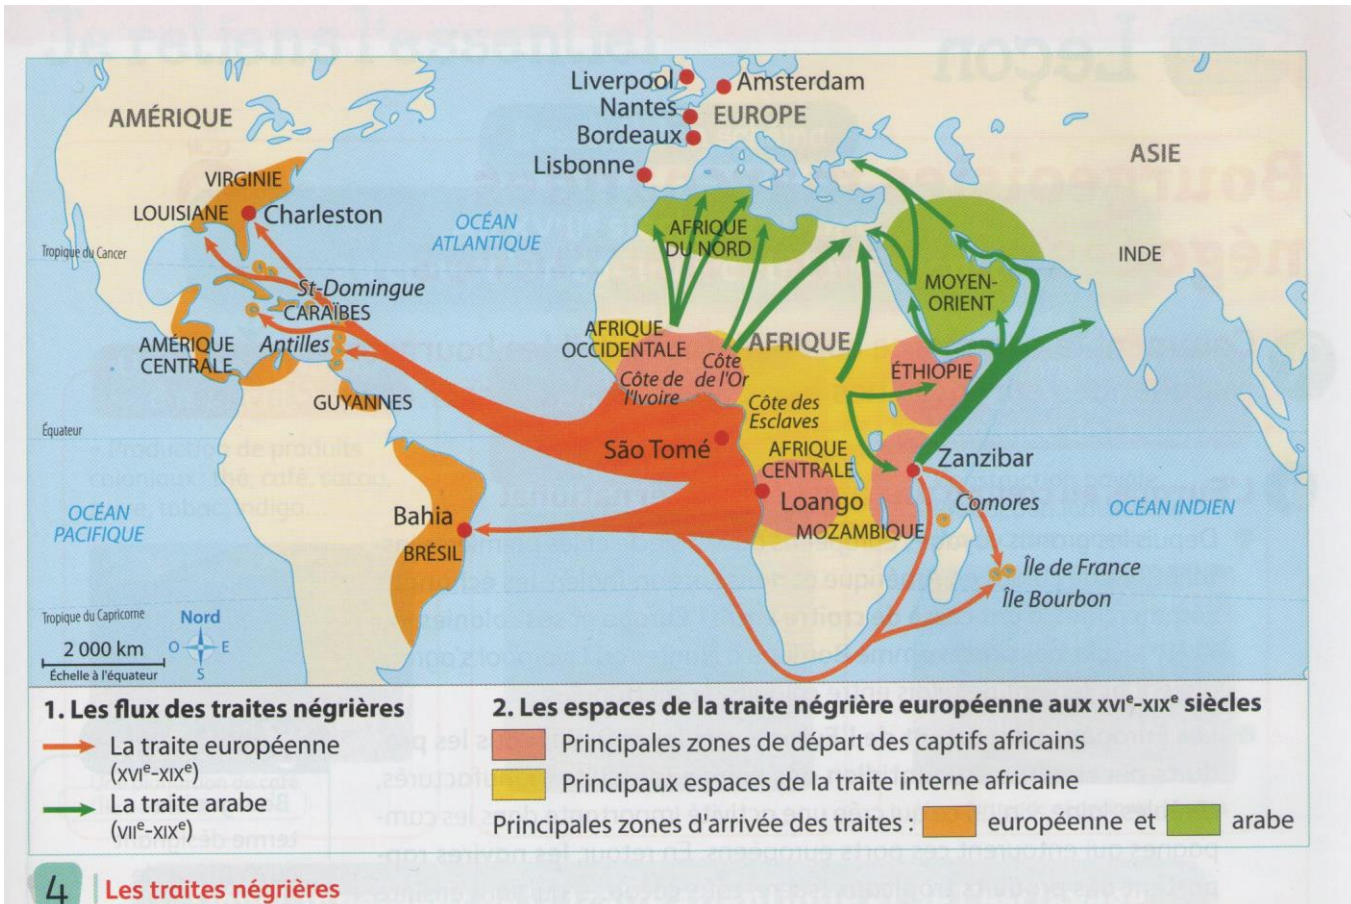 Leçon
Liverpool
Amsterdam
Nantes
EUROPE
Bordeaux
Lisbonne
AMÉRIQUE
ASIE
VIRGINIE
LOUISIANE
Charleston
OCÉAN
ATLANTIQUE
AFRIQUE
DU NORD
Tropique du Cancer
INDE
MOYEN-
ORIENT
St-Domingue
CARAÏBES
AFRIQUE
OCCIDENTALE
AFRIQUE
AMÉRIQUE
CENTRALE
Antilles
Côte
de l'Or
Côte de
l'Ivoire
ÉTHIOPIE
GUYANNES
Côte des
Esclaves
Équateur
São Tomé
AFRIQUE
CENTRALE
Zanzibar
Loango
Comores
OCÉAN
PACIFIQUE
Bahia
BRÉSIL
MOZAMBIQUE
OCÉAN INDIEN
Île de France
Île Bourbon
Tropique du Capricorne
Nord
O
E
S
2 000 km
Échelle à l'équateur
1. Les flux des traites négrières
La traite européenne
(XVIe-XIXe)
La traite arabe
(VIIe-XIXe)
2. Les espaces de la traite négrière européenne aux XVIe-XIXe siècles
Principales zones de départ des captifs africains
Principaux espaces de la traite interne africaine
Principales zones d'arrivée des traites : européenne et arabe
4 Les traites négrières